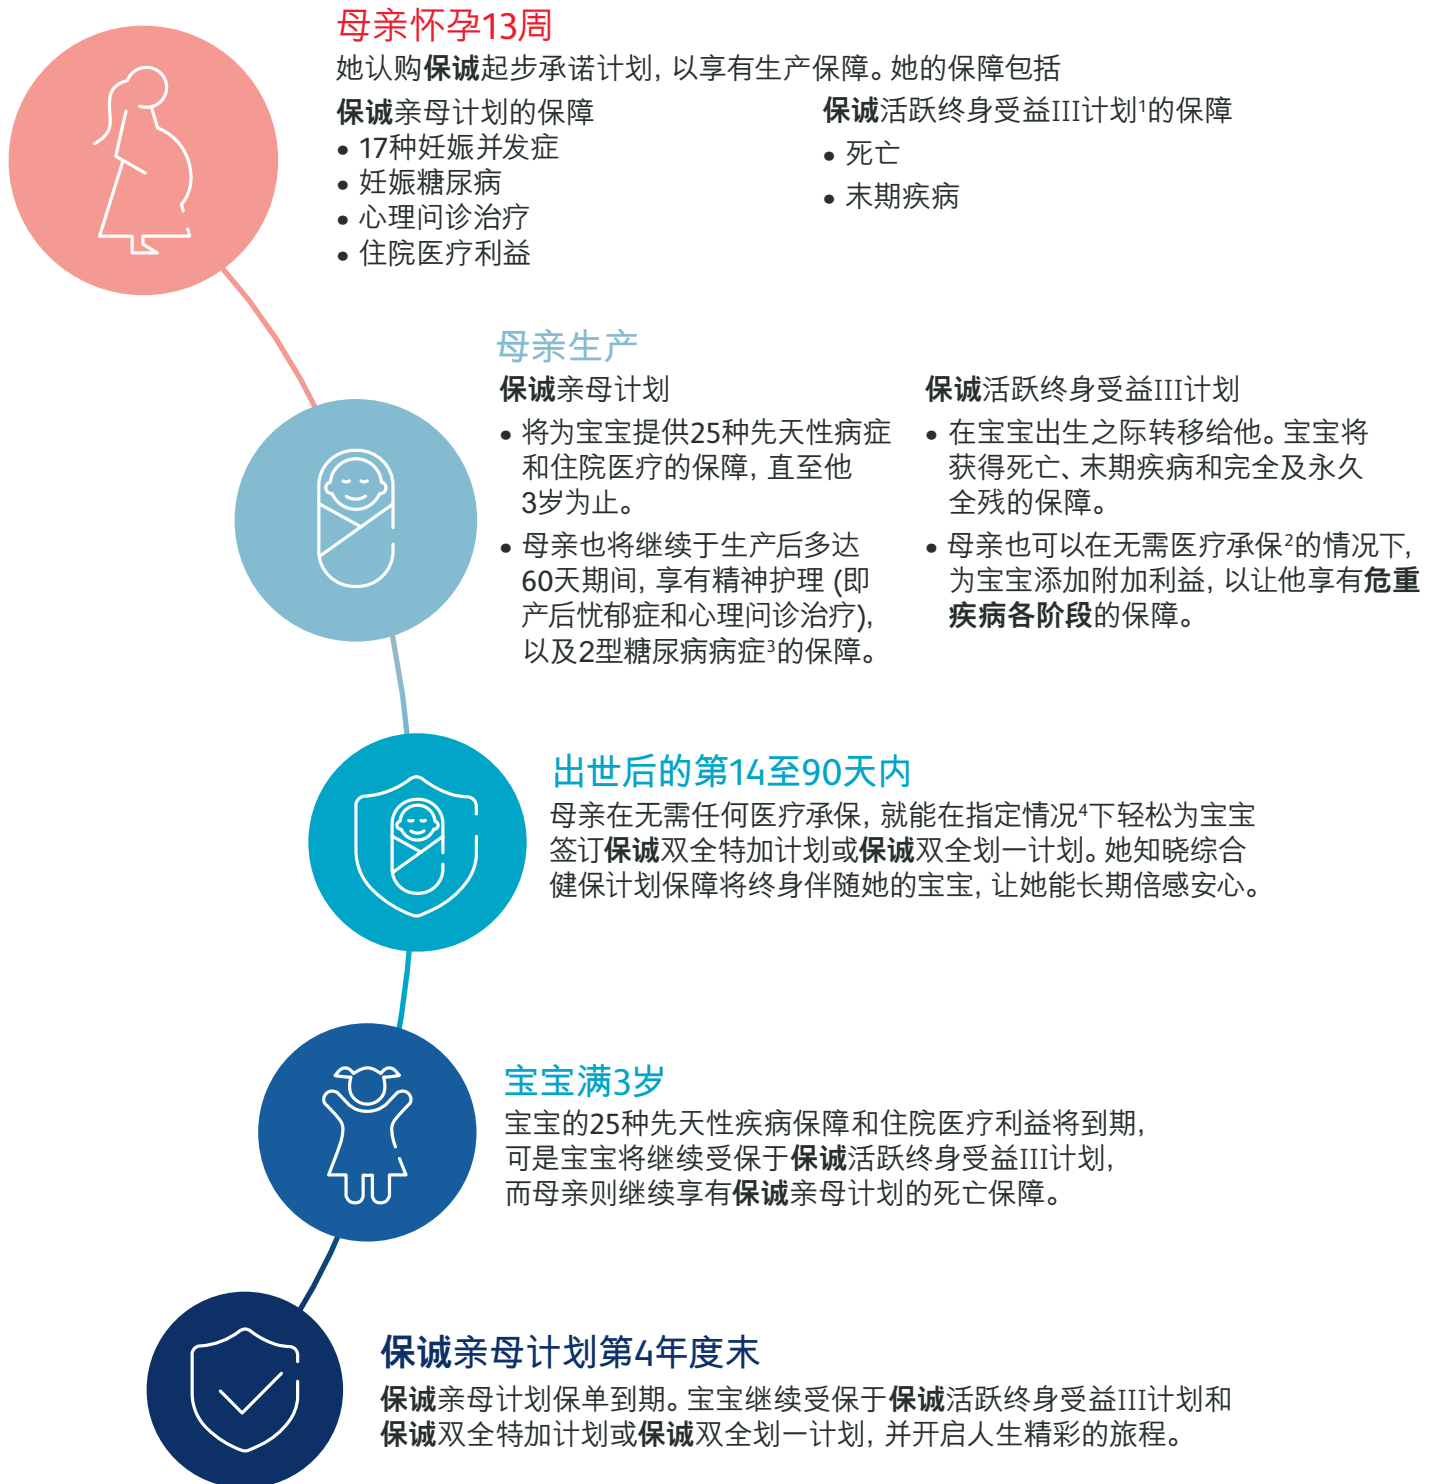 母亲怀孕13周
她认购保诚起步承诺计划, 以享有生产保障。她的保障包括
保诚亲母计划的保障
• 17种妊娠并发症
• 妊娠糖尿病
• 心理问诊治疗
• 住院医疗利益
保诚活跃终身受益III计划¹的保障
• 死亡
• 末期疾病
母亲生产
保诚亲母计划
• 将为宝宝提供25种先天性病症
和住院医疗的保障, 直至他
3岁为止。
• 母亲也将继续于生产后多达
60天期间, 享有精神护理 (即
产后忧郁症和心理问诊治疗),
以及2型糖尿病病症³的保障。
保诚活跃终身受益III计划
• 在宝宝出生之际转移给他。宝宝将
获得死亡、末期疾病和完全及永久
全残的保障。
• 母亲也可以在无需医疗承保²的情况下,
为宝宝添加附加利益, 以让他享有危重
疾病各阶段的保障。
出世后的第14至90天内
母亲在无需任何医疗承保, 就能在指定情况⁴下轻松为宝宝
签订保诚双全特加计划或保诚双全划一计划。她知晓综合
健保计划保障将终身伴随她的宝宝, 让她能长期倍感安心。
宝宝满3岁
宝宝的25种先天性疾病保障和住院医疗利益将到期,
可是宝宝将继续受保于保诚活跃终身受益III计划,
而母亲则继续享有保诚亲母计划的死亡保障。
保诚亲母计划第4年度末
保诚亲母计划保单到期。宝宝继续受保于保诚活跃终身受益III计划和
保诚双全特加计划或保诚双全划一计划, 并开启人生精彩的旅程。